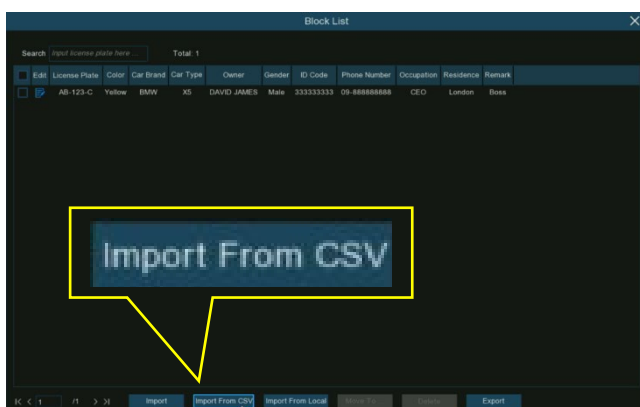 Block List
Search Input license plate here ... Total: 1
Edit License Plate Color Car Brand Car Type Owner Gender ID Code Phone Number Occupation Residence Remark
AB-123-C Yellow BMW X5 DAVID JAMES Male 333333333 09-888888888 CEO London Boss
Import From CSV
1 /1 Import Import From CSV Import From Local Move To... Delete Export